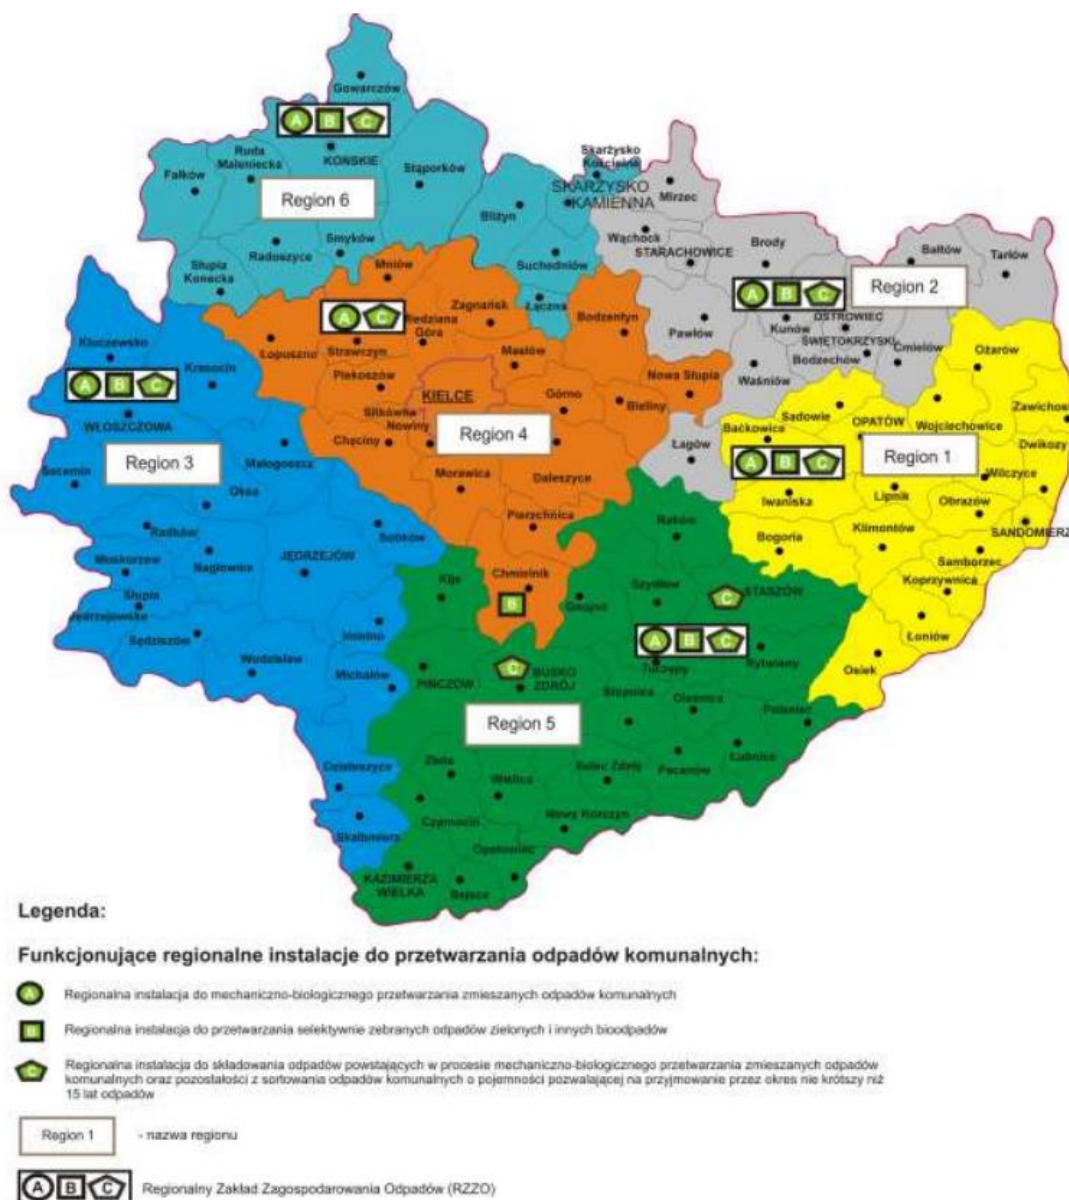 Gowarczów
A B C
Ruda
Maleniecka
KOŃSKIE
Stąporków
Fałków
Region 6
Smyków
Radoszyce
Słupia
Konecka
Skarżysko
Kościelne
SKARŻYSKO
KAMIENNA
Bliżyn
Suchedniów
Łączna
Mirzec
Wąchock
STARACHOWICE
Brody
Bałtów
Tarłów
A B C
Region 2
Kunów
OSTROWIEC
ŚWIĘTOKRZYSKI
Bodzechów
Ćmielów
Pawłów
Waśniów
Łagów
Mniów
Zagnańsk
Bodzentyn
A C
Miedziana
Góra
Łopuszno
Strawczyn
Masłów
Piekoszów
KIELCE
Górno
Bieliny
Nowa Słupia
Sitkówka
Nowiny
Chęciny
Region 4
Morawica
Daleszyce
Pierzchnica
Chmielnik
B
Kluczewsko
Krasocin
A B C
WŁOSZCZOWA
Region 3
Małogoszcz
Secemin
Oksa
Radków
Sobków
Moskorzew
Nagłowice
JĘDRZEJÓW
Słupia
Jędrzejowska
Sędziszów
Imielno
Wodzisław
Michałów
Działoszyce
Skalbmierz
Ożarów
Sadowie
OPATÓW
Wojciechowice
Zawichost
Baćkowice
Dwikozy
A B C
Region 1
Wilczyce
Iwaniska
Lipnik
Obrazów
Klimontów
SANDOMIERZ
Bogoria
Samborzec
Koprzywnica
Łoniów
Osiek
Raków
Kije
Szydłów
Gnojno
C
STASZÓW
A B C
Tuczępy
Rytwiany
PIŃCZÓW
C
BUSKO
ZDRÓJ
Stopnica
Oleśnica
Połaniec
Region 5
Łubnice
Pacanów
Solec Zdrój
Złota
Wiślica
Czarnocin
Nowy Korczyn
Opatowiec
KAZIMIERZA
WIELKA
Bejsce
Legenda:
Funkcjonujące regionalne instalacje do przetwarzania odpadów komunalnych:
A Regionalna instalacja do mechaniczno-biologicznego przetwarzania zmieszanych odpadów komunalnych
B Regionalna instalacja do przetwarzania selektywnie zebranych odpadów zielonych i innych bioodpadów
C Regionalna instalacja do składowania odpadów powstających w procesie mechaniczno-biologicznego przetwarzania zmieszanych odpadów
komunalnych oraz pozostałości z sortowania odpadów komunalnych o pojemności pozwalającej na przyjmowanie przez okres nie krótszy niż
15 lat odpadów
Region 1 - nazwa regionu
A B C Regionalny Zakład Zagospodarowania Odpadów (RZZO)